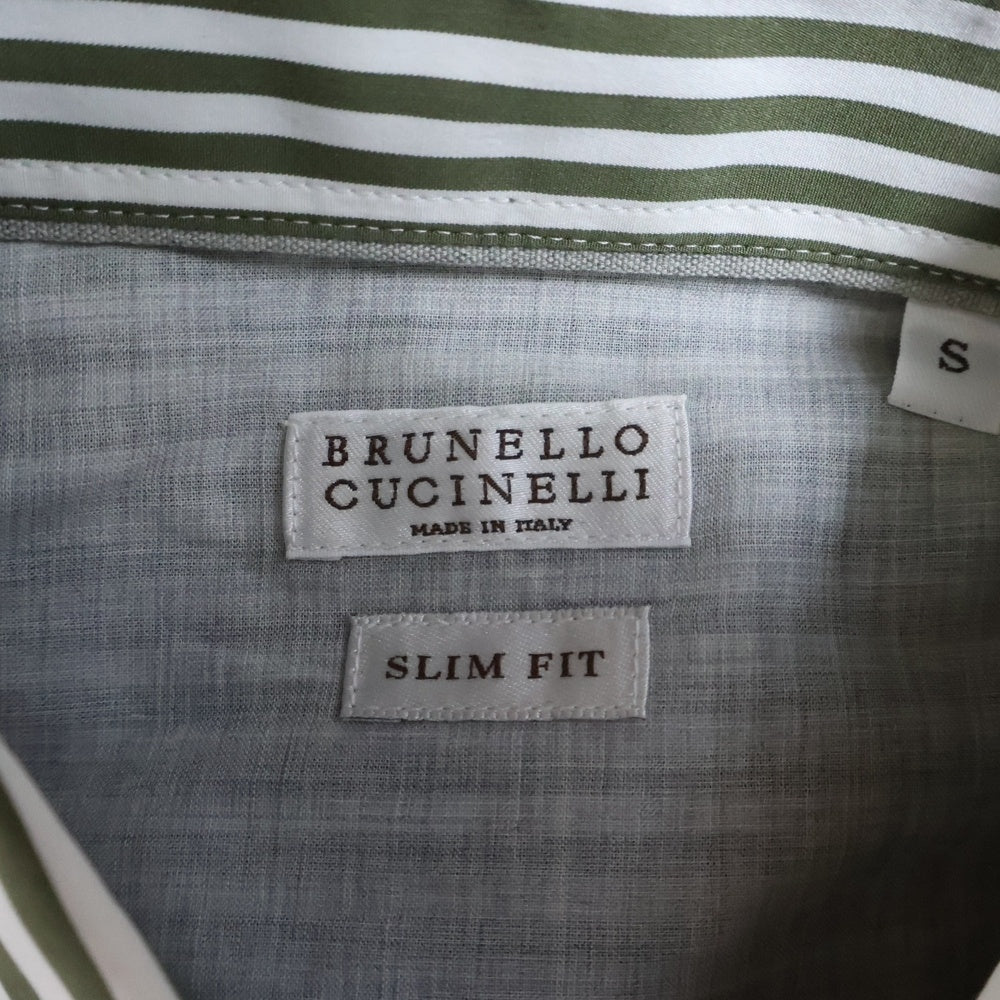 S
BRUNELLO
CUCINELLI
MADE IN ITALY
SLIM FIT